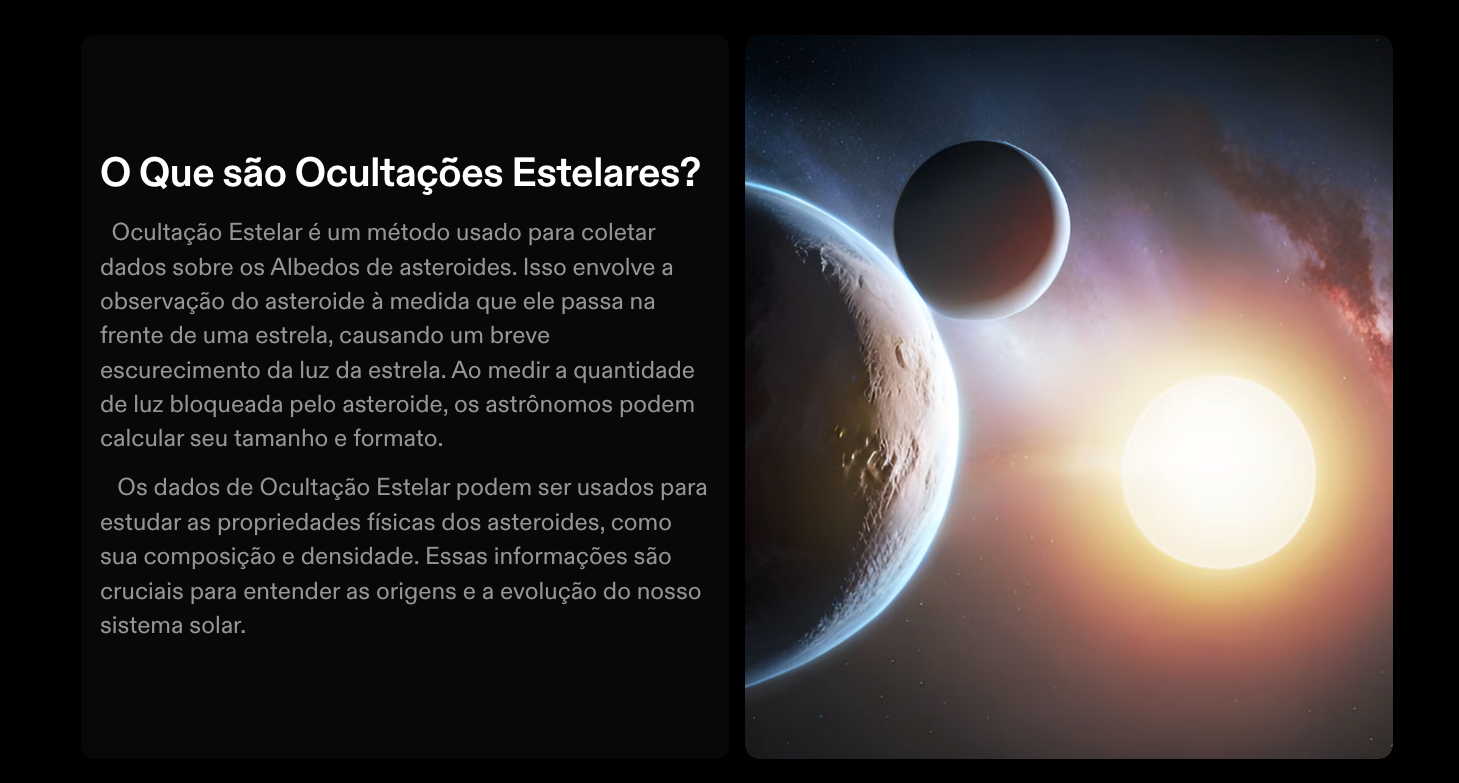 O Que são Ocultações Estelares?
Ocultação Estelar é um método usado para coletar
dados sobre os Albedos de asteroides. Isso envolve a
observação do asteroide à medida que ele passa na
frente de uma estrela, causando um breve
escurecimento da luz da estrela. Ao medir a quantidade
de luz bloqueada pelo asteroide, os astrônomos podem
calcular seu tamanho e formato.
Os dados de Ocultação Estelar podem ser usados para
estudar as propriedades físicas dos asteroides, como
sua composição e densidade. Essas informações são
cruciais para entender as origens e a evolução do nosso
sistema solar.